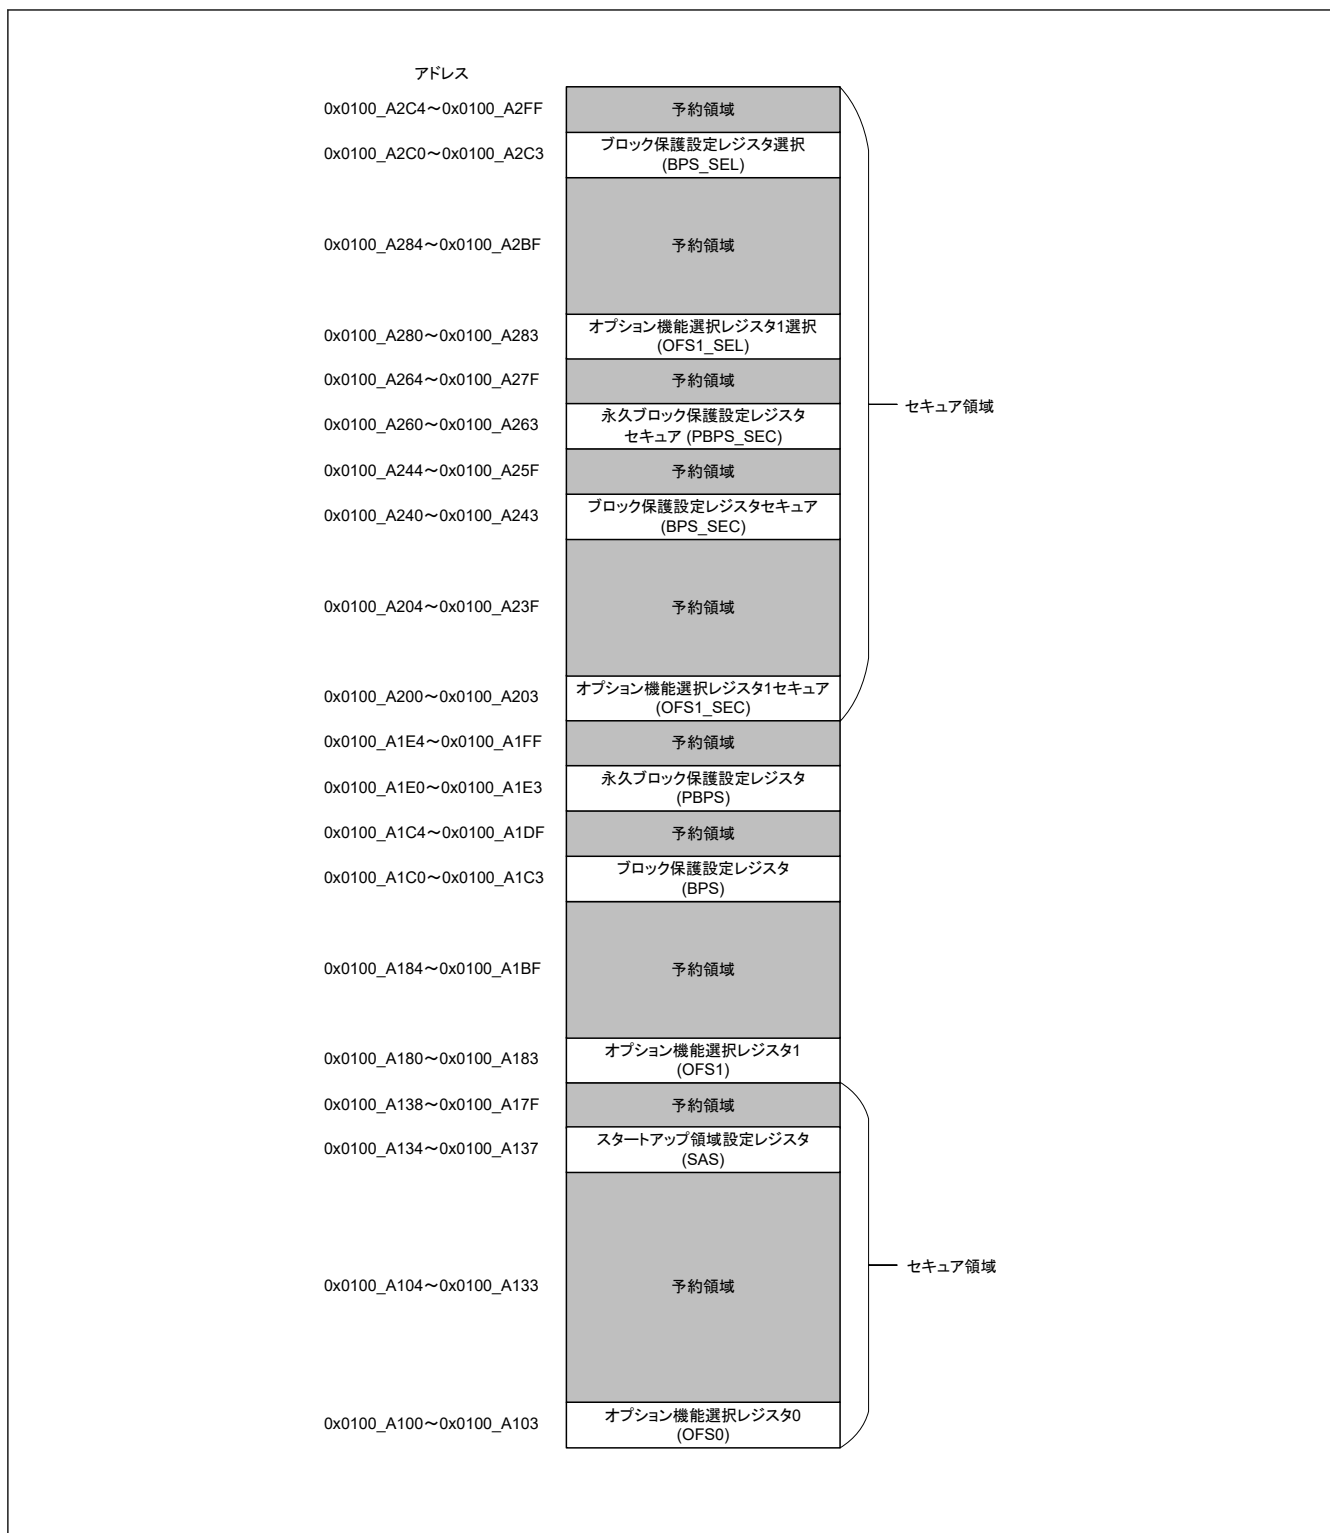 アドレス
0x0100_A2C4～0x0100_A2FF
予約領域
0x0100_A2C0～0x0100_A2C3
ブロック保護設定レジスタ選択
(BPS_SEL)
0x0100_A284～0x0100_A2BF
予約領域
0x0100_A280～0x0100_A283
オプション機能選択レジスタ1選択
(OFS1_SEL)
0x0100_A264～0x0100_A27F
予約領域
セキュア領域
0x0100_A260～0x0100_A263
永久ブロック保護設定レジスタ
セキュア (PBPS_SEC)
0x0100_A244～0x0100_A25F
予約領域
0x0100_A240～0x0100_A243
ブロック保護設定レジスタセキュア
(BPS_SEC)
0x0100_A204～0x0100_A23F
予約領域
0x0100_A200～0x0100_A203
オプション機能選択レジスタ1セキュア
(OFS1_SEC)
0x0100_A1E4～0x0100_A1FF
予約領域
0x0100_A1E0～0x0100_A1E3
永久ブロック保護設定レジスタ
(PBPS)
0x0100_A1C4～0x0100_A1DF
予約領域
0x0100_A1C0～0x0100_A1C3
ブロック保護設定レジスタ
(BPS)
0x0100_A184～0x0100_A1BF
予約領域
0x0100_A180～0x0100_A183
オプション機能選択レジスタ1
(OFS1)
0x0100_A138～0x0100_A17F
予約領域
0x0100_A134～0x0100_A137
スタートアップ領域設定レジスタ
(SAS)
0x0100_A104～0x0100_A133
予約領域
セキュア領域
0x0100_A100～0x0100_A103
オプション機能選択レジスタ0
(OFS0)